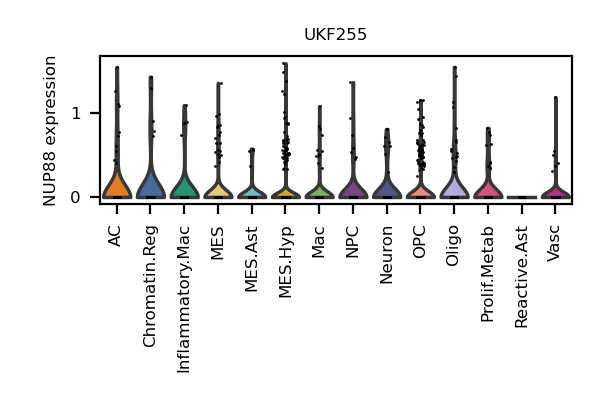 UKF255
NUP88 expression
1
0
AC
Chromatin.Reg
Inflammatory.Mac
MES
MES.Ast
MES.Hyp
Mac
NPC
Neuron
OPC
Oligo
Prolif.Metab
Reactive.Ast
Vasc